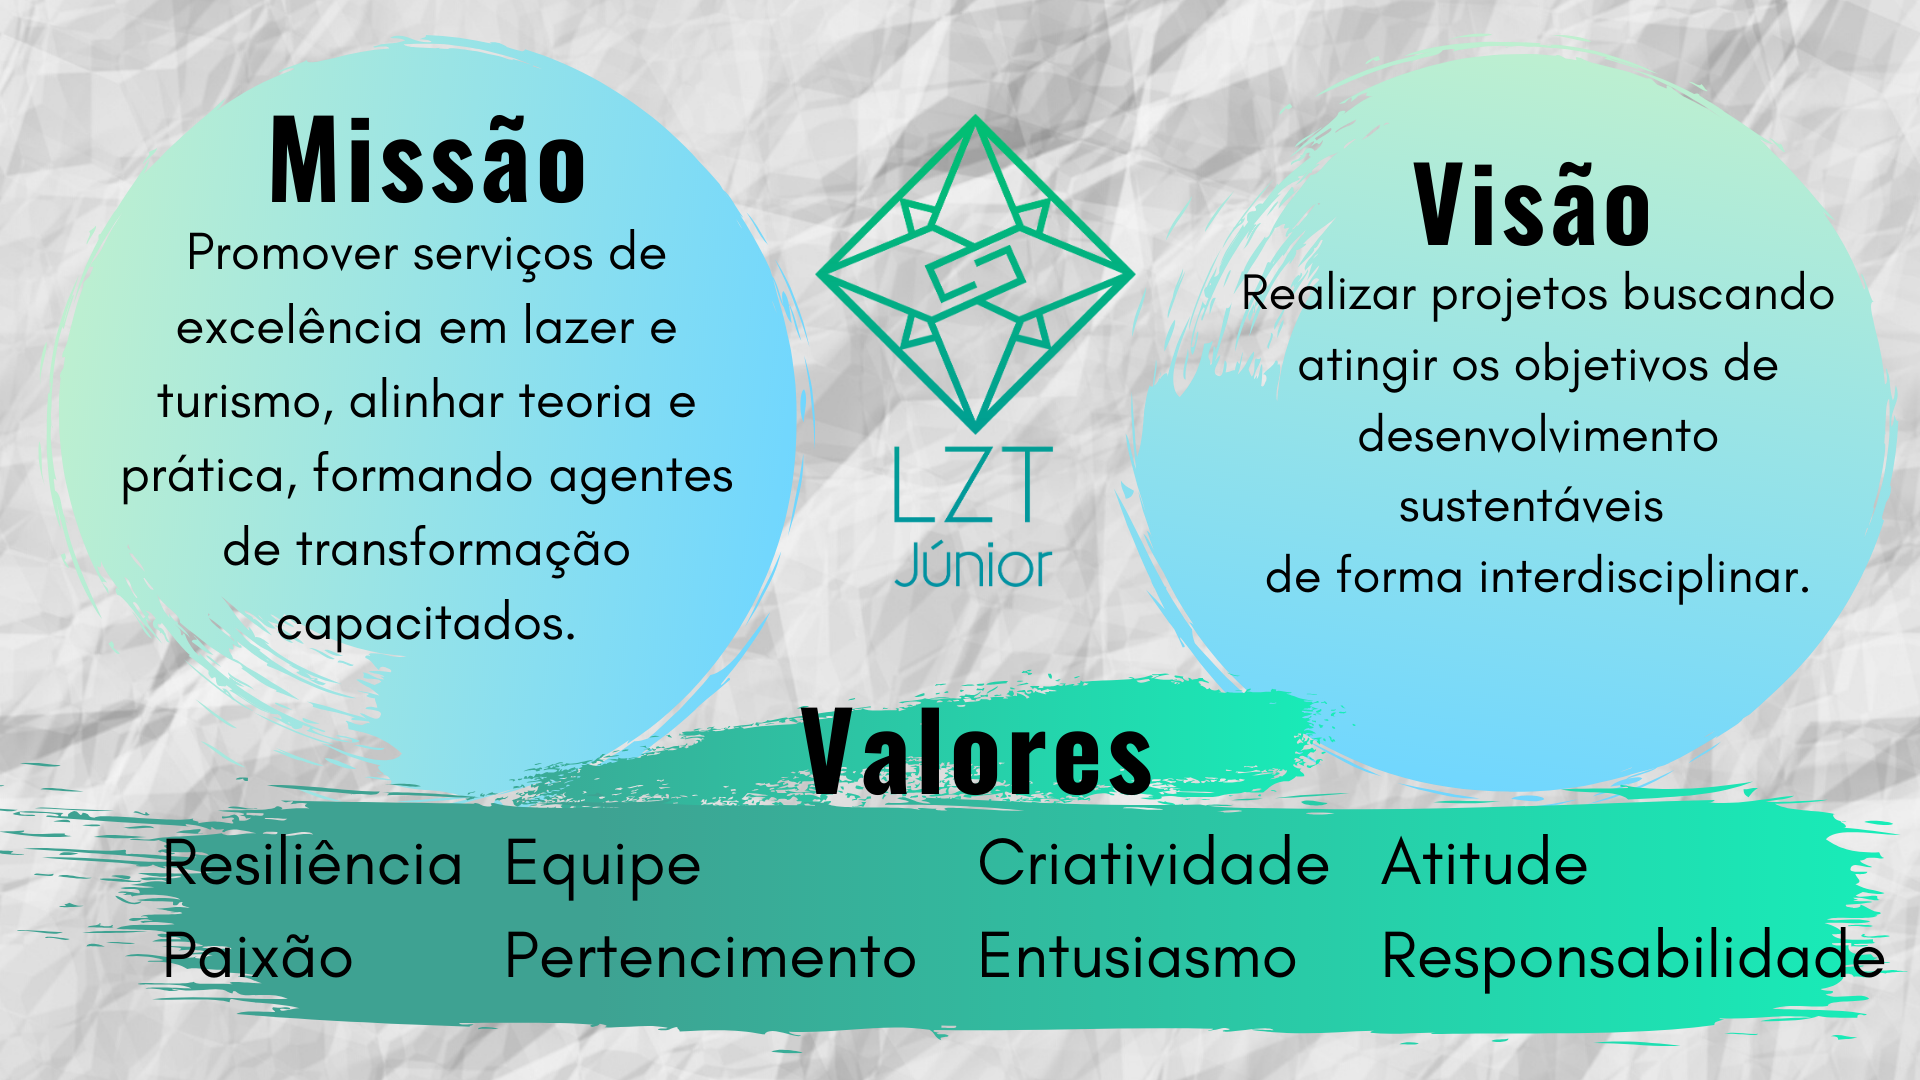 Missão
Promover serviços de
excelência em lazer e
turismo, alinhar teoria e
prática, formando agentes
de transformação
capacitados.
LZT
Júnior
Visão
Realizar projetos buscando
atingir os objetivos de
desenvolvimento
sustentáveis
de forma interdisciplinar.
Valores
Resiliência Equipe Criatividade Atitude
Paixão Pertencimento Entusiasmo Responsabilidade